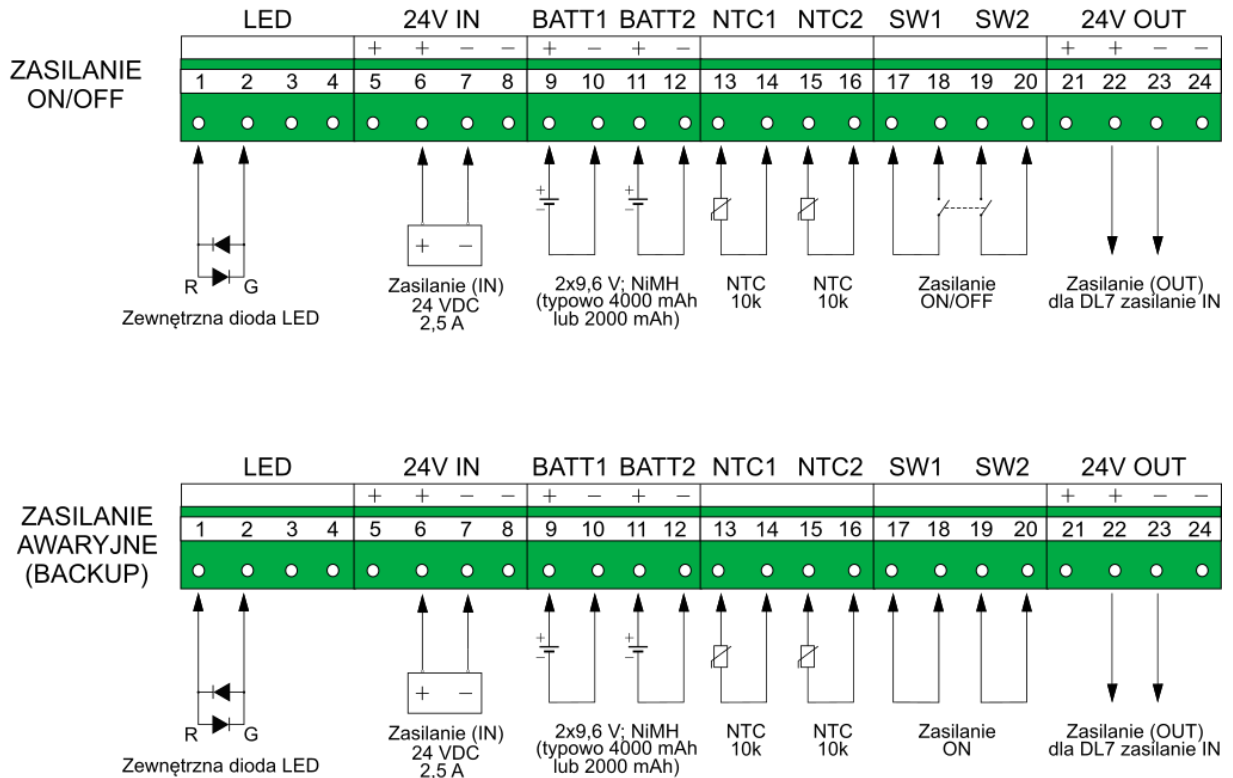 LED 24V IN BATT1 BATT2 NTC1 NTC2 SW1 SW2 24V OUT
+ + − − + − + − + + − −
ZASILANIE
ON/OFF
1 2 3 4 5 6 7 8 9 10 11 12 13 14 15 16 17 18 19 20 21 22 23 24
+ − + −
+ −
R G
Zewnętrzna dioda LED
Zasilanie (IN)
24 VDC
2,5 A
2x9,6 V; NiMH
(typowo 4000 mAh
lub 2000 mAh)
NTC
10k
NTC
10k
Zasilanie
ON/OFF
Zasilanie (OUT)
dla DL7 zasilanie IN
LED 24V IN BATT1 BATT2 NTC1 NTC2 SW1 SW2 24V OUT
+ + − − + − + − + + − −
ZASILANIE
AWARYJNE
(BACKUP)
1 2 3 4 5 6 7 8 9 10 11 12 13 14 15 16 17 18 19 20 21 22 23 24
+ − + −
+ −
R G
Zewnętrzna dioda LED
Zasilanie (IN)
24 VDC
2,5 A
2x9,6 V; NiMH
(typowo 4000 mAh
lub 2000 mAh)
NTC
10k
NTC
10k
Zasilanie
ON
Zasilanie (OUT)
dla DL7 zasilanie IN